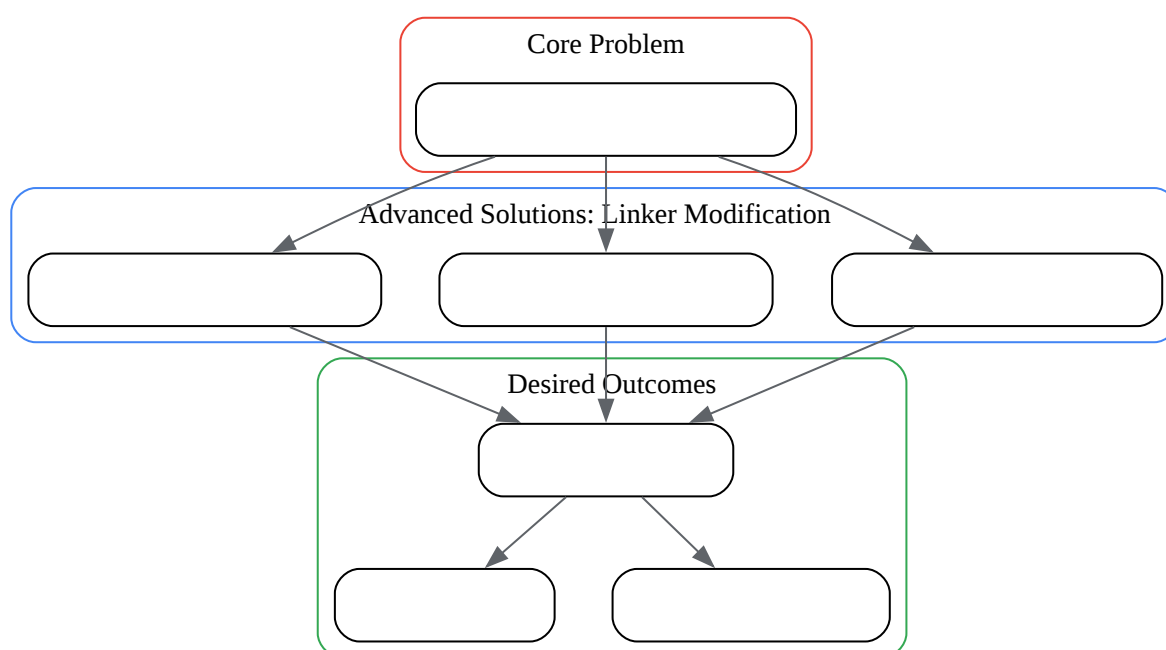 Core Problem
Advanced Solutions: Linker Modification
Desired Outcomes